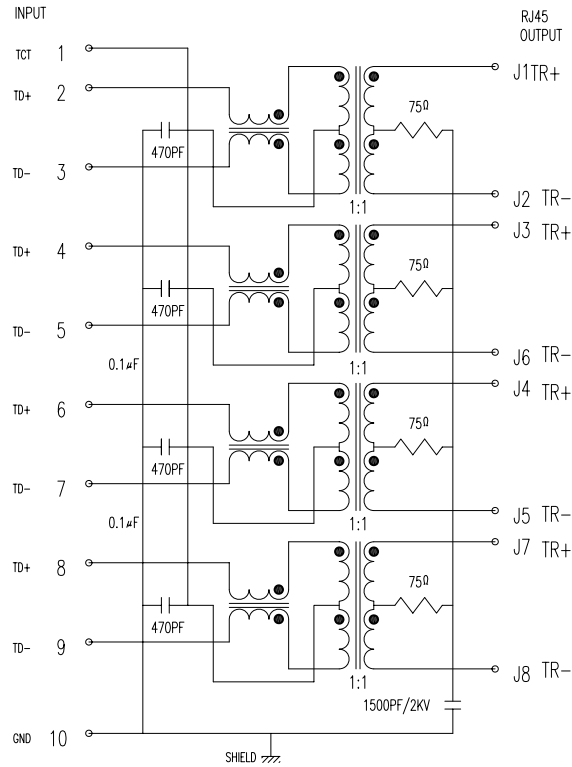 INPUT
RJ45
OUTPUT
TCT 1
J1 TR+
TD+ 2
75Ω
470PF
TD- 3
J2 TR-
1:1
J3 TR+
TD+ 4
75Ω
470PF
TD- 5
J6 TR-
0.1μF
1:1
J4 TR+
TD+ 6
75Ω
470PF
TD- 7
J5 TR-
0.1μF
1:1
J7 TR+
TD+ 8
75Ω
470PF
TD- 9
J8 TR-
1:1
1500PF/2KV
GND 10
SHIELD